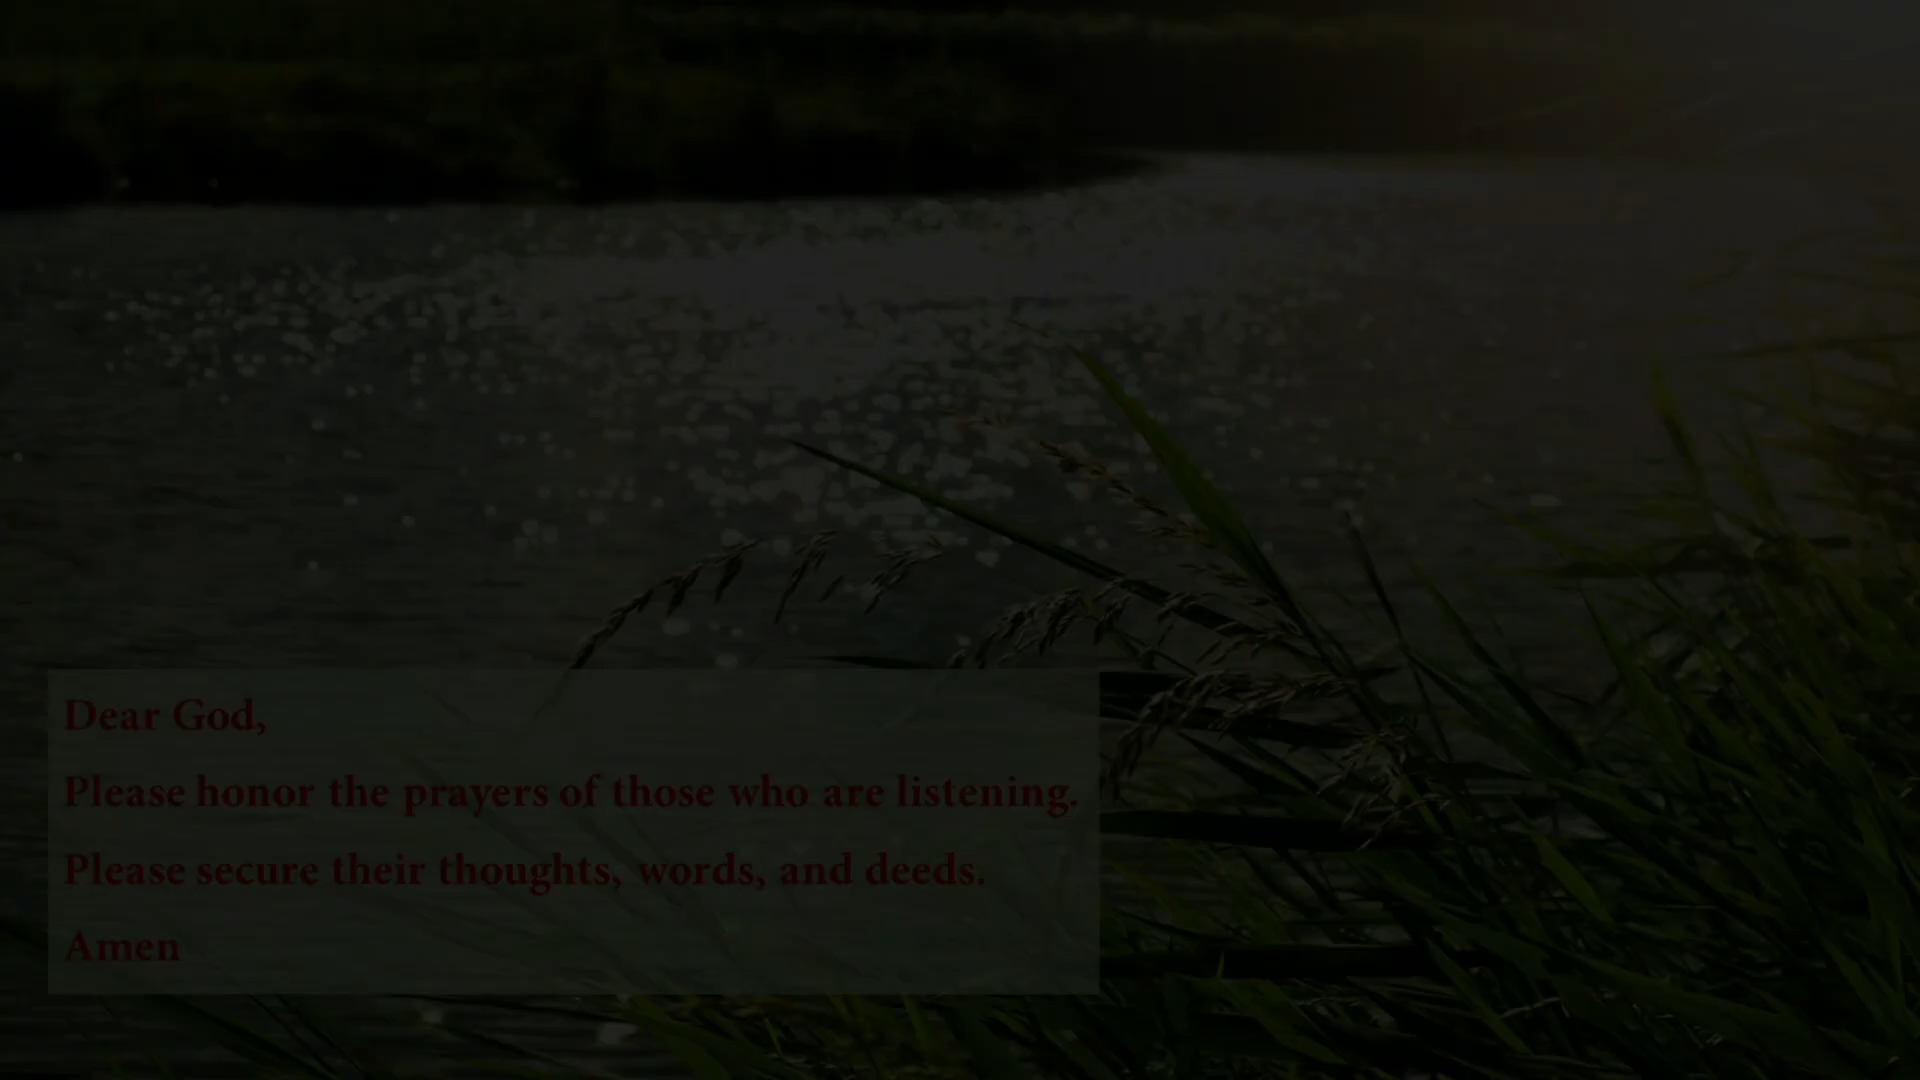 Dear God,
Please honor the prayers of those who are listening.
Please secure their thoughts, words, and deeds.
Amen